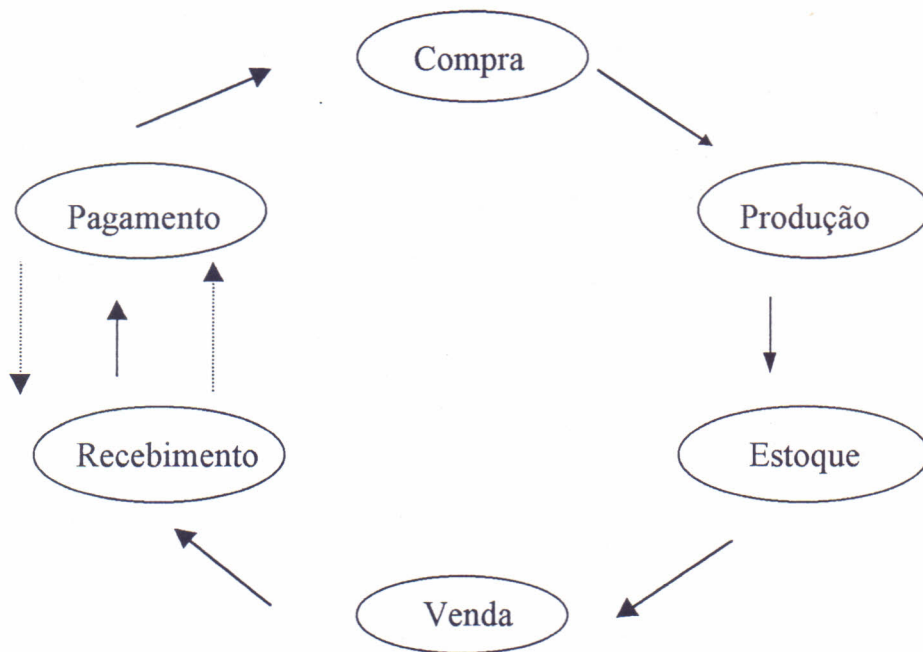 Compra
Pagamento
Produção
Recebimento
Estoque
Venda